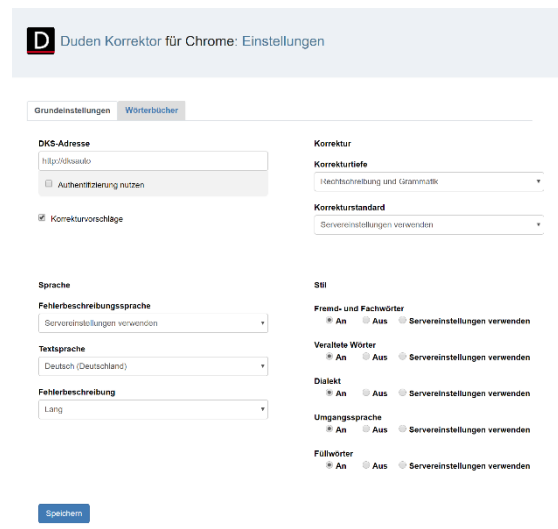 D Duden Korrektor für Chrome: Einstellungen
Grundeinstellungen Wörterbücher
DKS-Adresse
http://dksauto
Authentifizierung nutzen
Korrekturvorschläge
Korrektur
Korrekturtiefe
Rechtschreibung und Grammatik
Korrekturstandard
Servereinstellungen verwenden
Sprache
Fehlerbeschreibungssprache
Servereinstellungen verwenden
Textsprache
Deutsch (Deutschland)
Fehlerbeschreibung
Lang
Stil
Fremd- und Fachwörter
An Aus Servereinstellungen verwenden
Veraltete Wörter
An Aus Servereinstellungen verwenden
Dialekt
An Aus Servereinstellungen verwenden
Umgangssprache
An Aus Servereinstellungen verwenden
Füllwörter
An Aus Servereinstellungen verwenden
Speichern